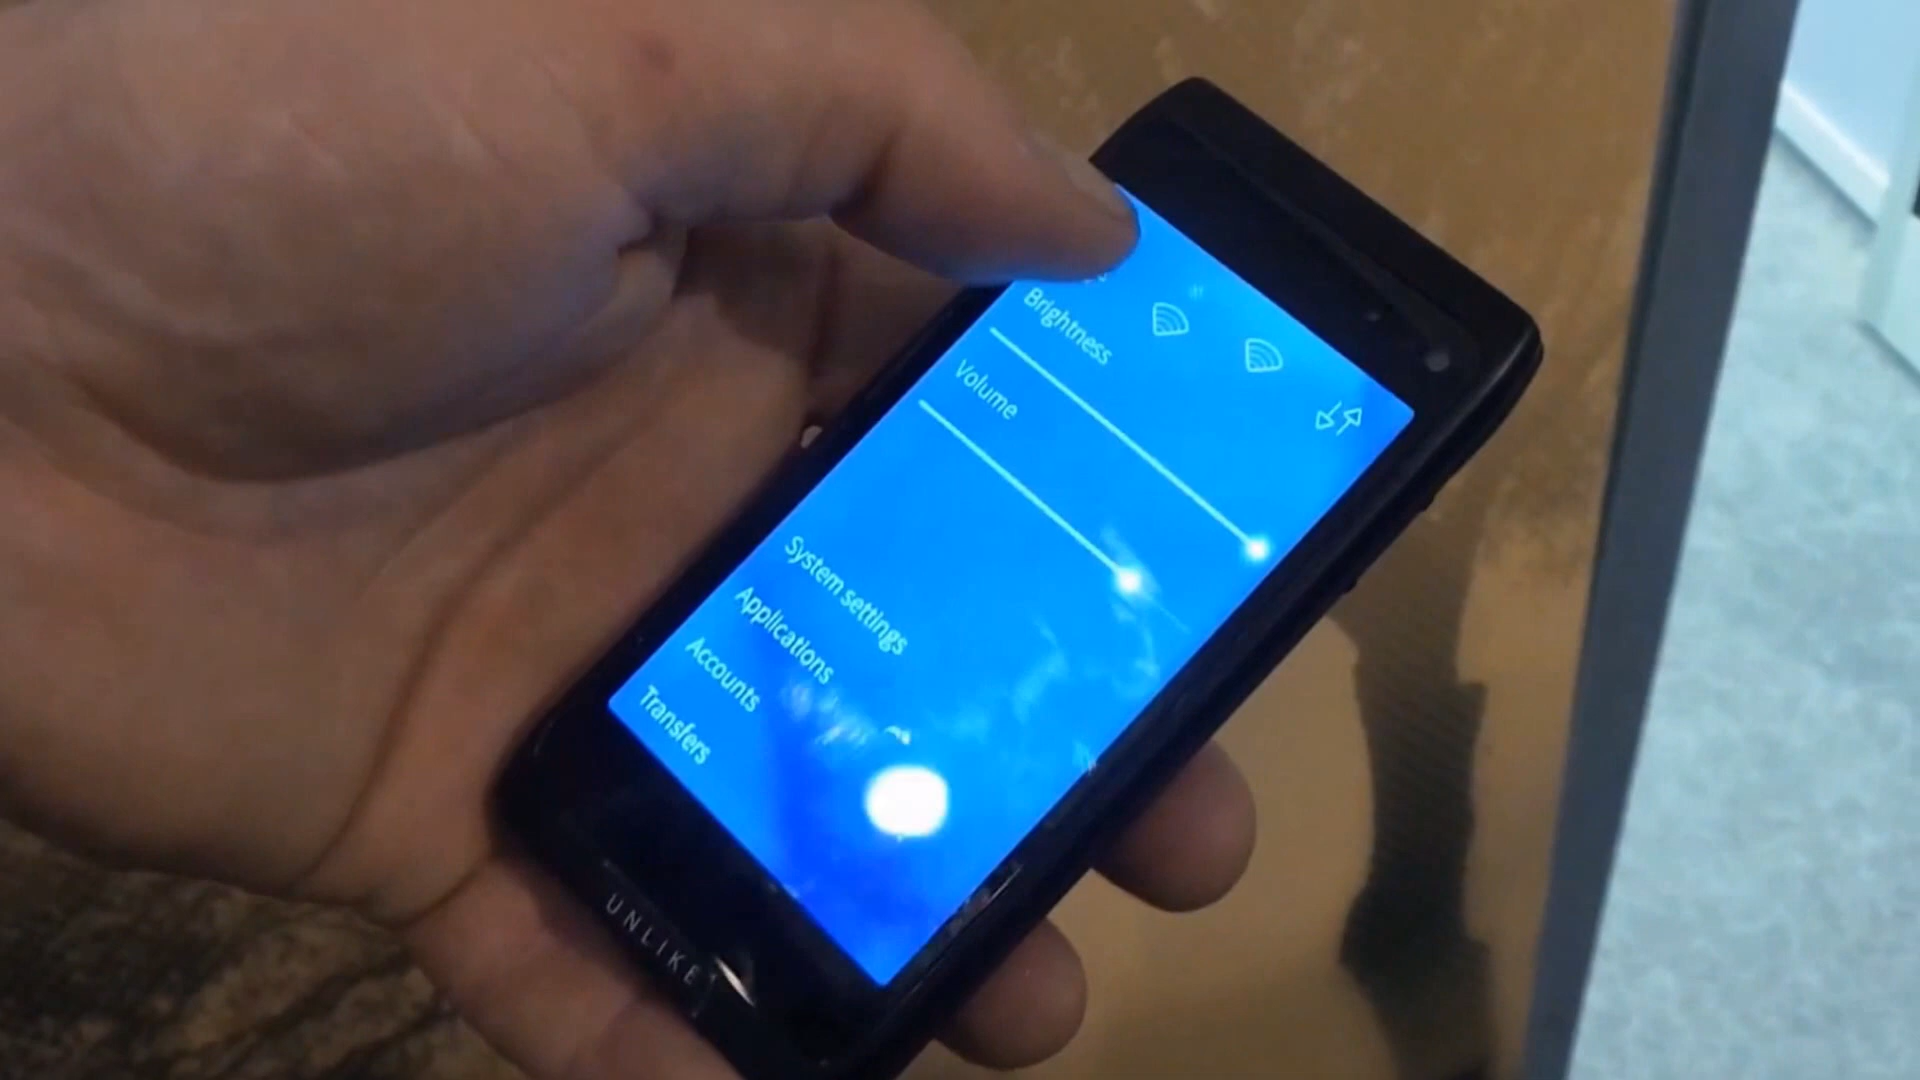 Brightness
Volume
System settings
Applications
Accounts
Transfers
UNLIKE